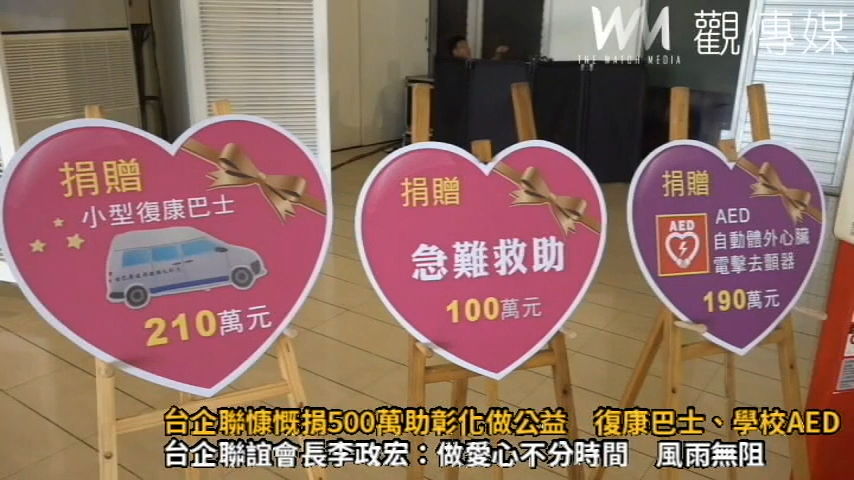 WM 觀傳媒
THE WATCH MEDIA
捐贈
小型復康巴士
210萬元
捐贈
急難救助
100萬元
捐贈
AED
AED
自動體外心臟
電擊去顫器
190萬元
台企聯慷慨捐500萬助彰化做公益 復康巴士、學校AED
台企聯誼會長李政宏：做愛心不分時間 風雨無阻